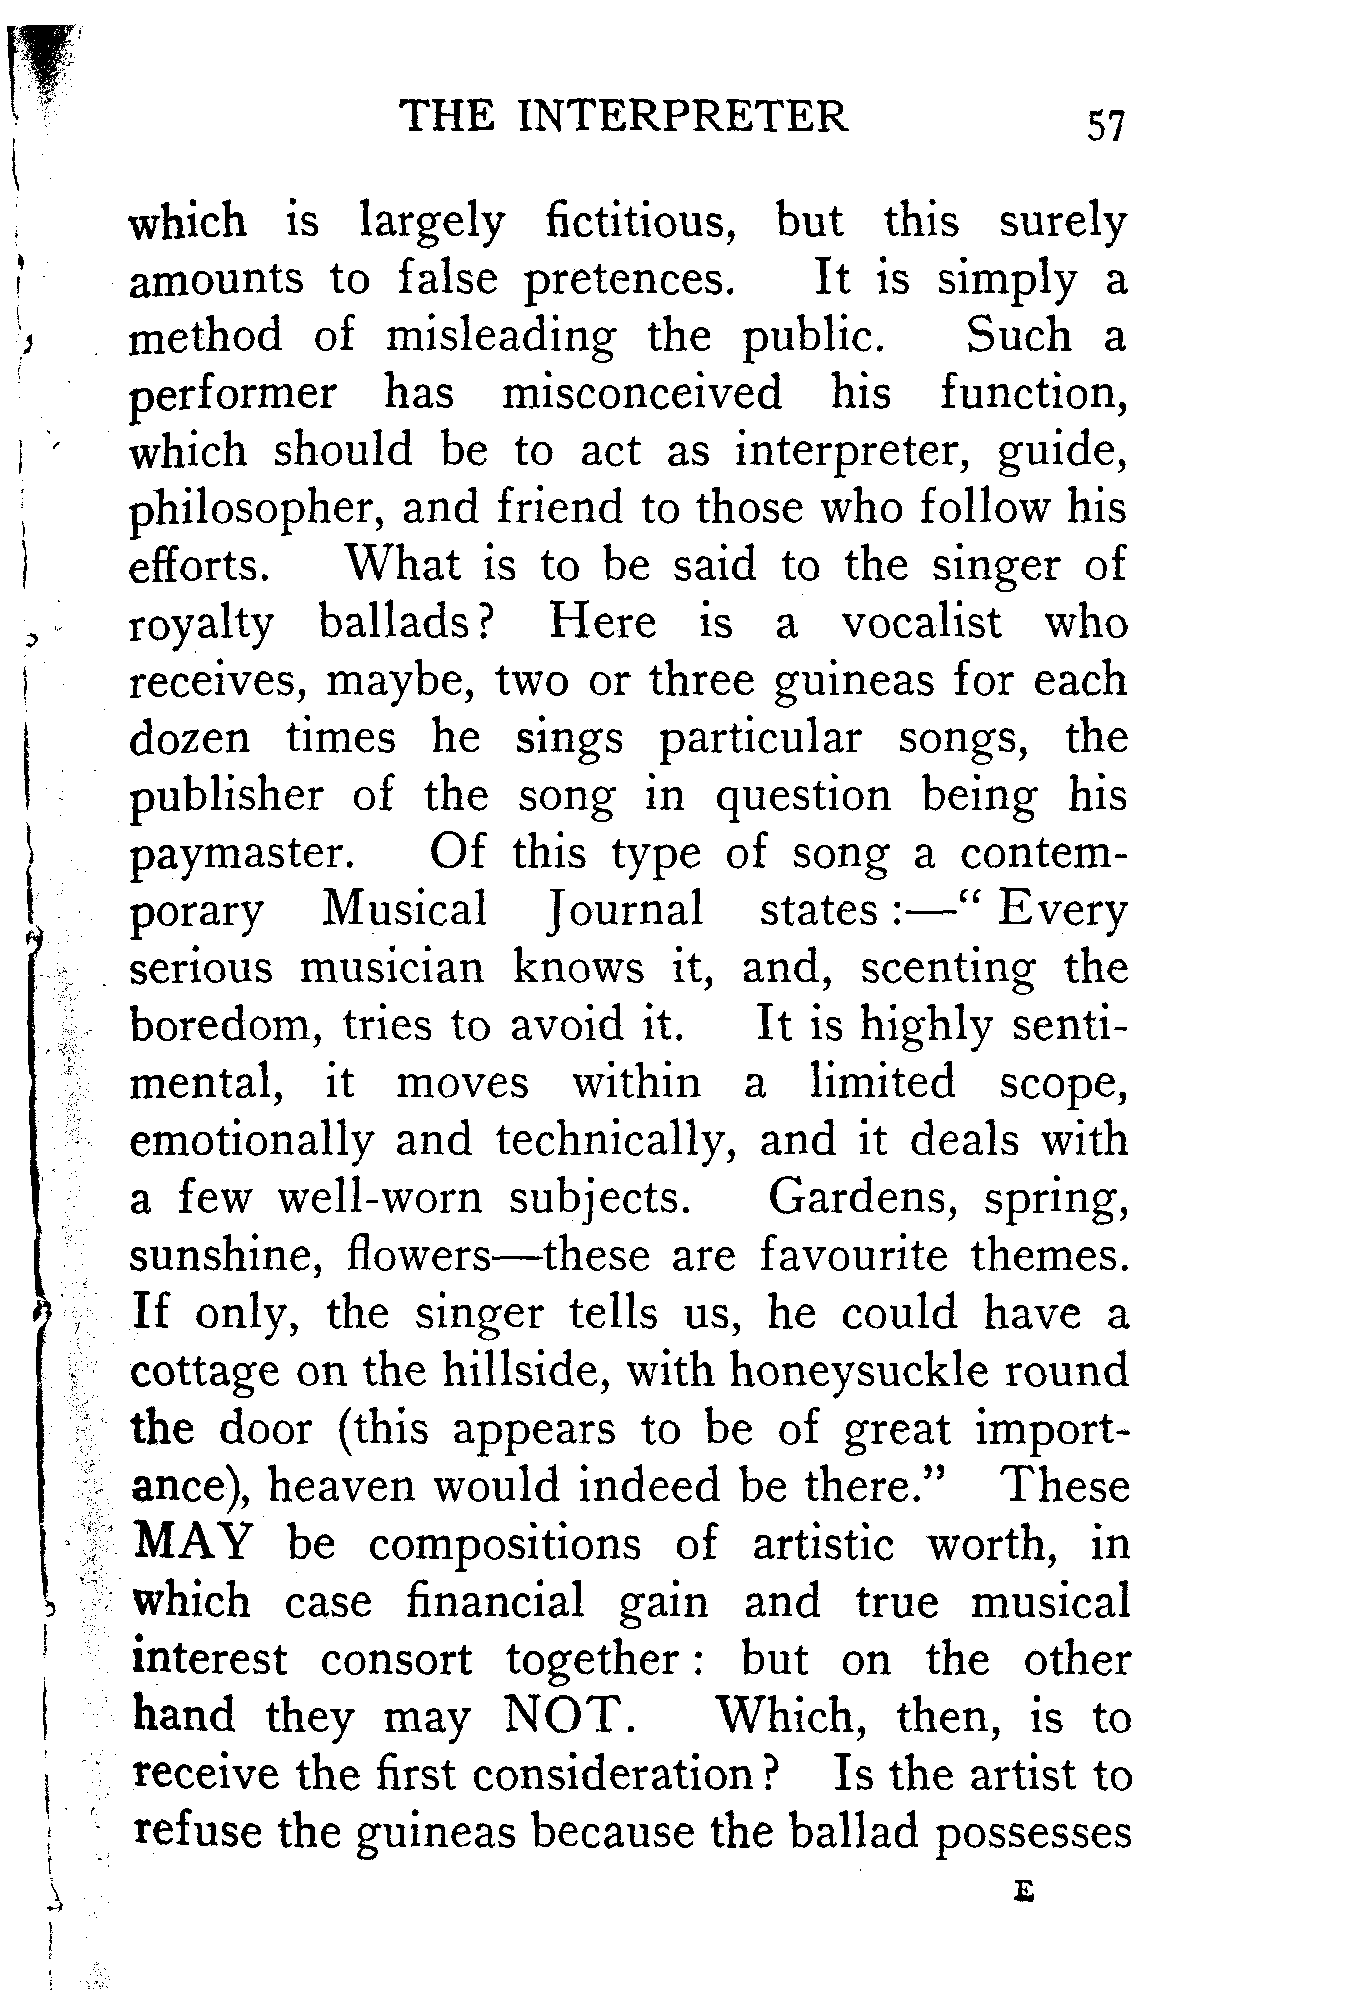 THE INTERPRETER 57
which is largely fictitious, but this surely
amounts to false pretences. It is simply a
method of misleading the public. Such a
performer has misconceived his function,
which should be to act as interpreter, guide,
philosopher, and friend to those who follow his
efforts. What is to be said to the singer of
royalty ballads? Here is a vocalist who
receives, maybe, two or three guineas for each
dozen times he sings particular songs, the
publisher of the song in question being his
paymaster. Of this type of song a contem-
porary Musical Journal states :—“ Every
serious musician knows it, and, scenting the
boredom, tries to avoid it. It is highly senti-
mental, it moves within a limited scope,
emotionally and technically, and it deals with
a few well-worn subjects. Gardens, spring,
sunshine, flowers—these are favourite themes.
If only, the singer tells us, he could have a
cottage on the hillside, with honeysuckle round
the door (this appears to be of great import-
ance), heaven would indeed be there.” These
MAY be compositions of artistic worth, in
which case financial gain and true musical
interest consort together : but on the other
hand they may NOT. Which, then, is to
receive the first consideration ? Is the artist to
refuse the guineas because the ballad possesses
E